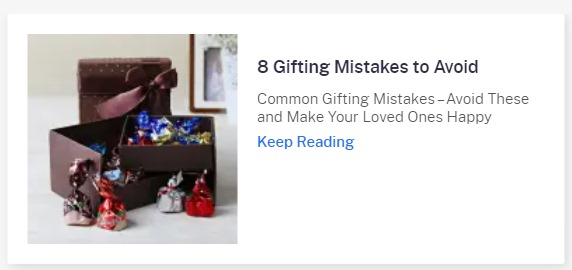 8 Gifting Mistakes to Avoid
Common Gifting Mistakes – Avoid These
and Make Your Loved Ones Happy
Keep Reading